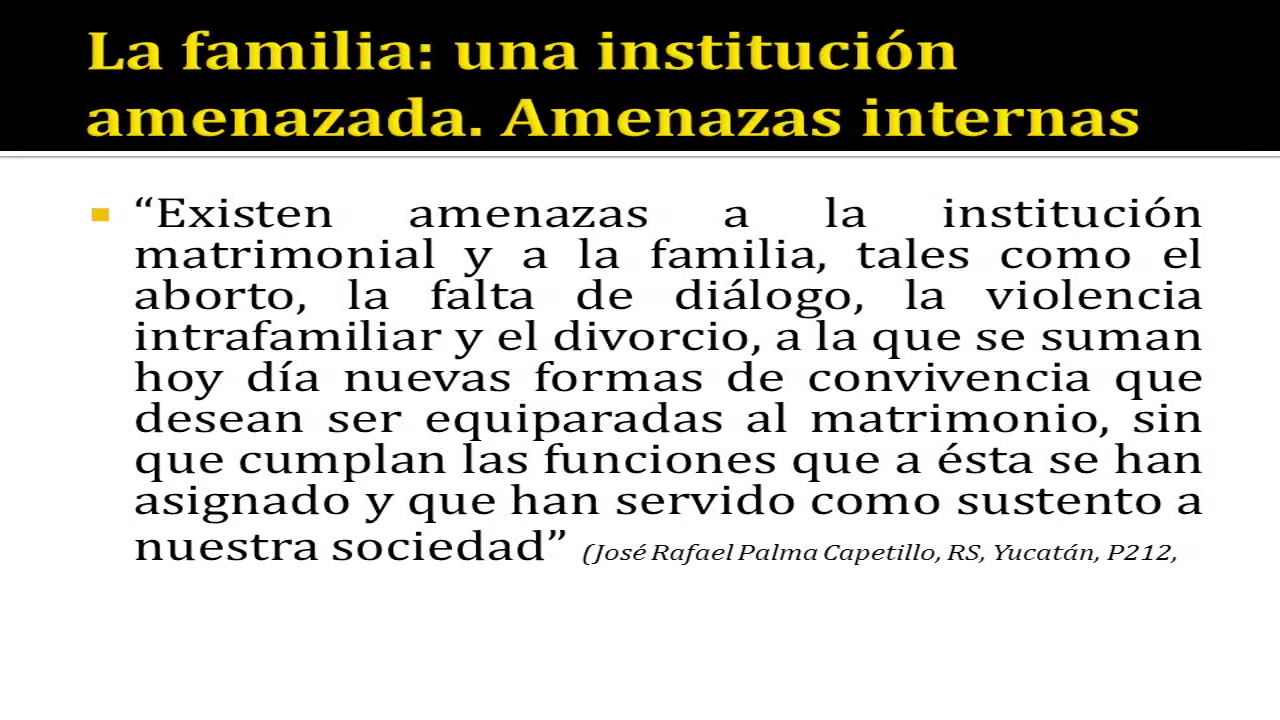 La familia: una institución
amenazada. Amenazas internas
“Existen amenazas a la institución
matrimonial y a la familia, tales como el
aborto, la falta de diálogo, la violencia
intrafamiliar y el divorcio, a la que se suman
hoy día nuevas formas de convivencia que
desean ser equiparadas al matrimonio, sin
que cumplan las funciones que a ésta se han
asignado y que han servido como sustento a
nuestra sociedad” (José Rafael Palma Capetillo, RS, Yucatán, P212,